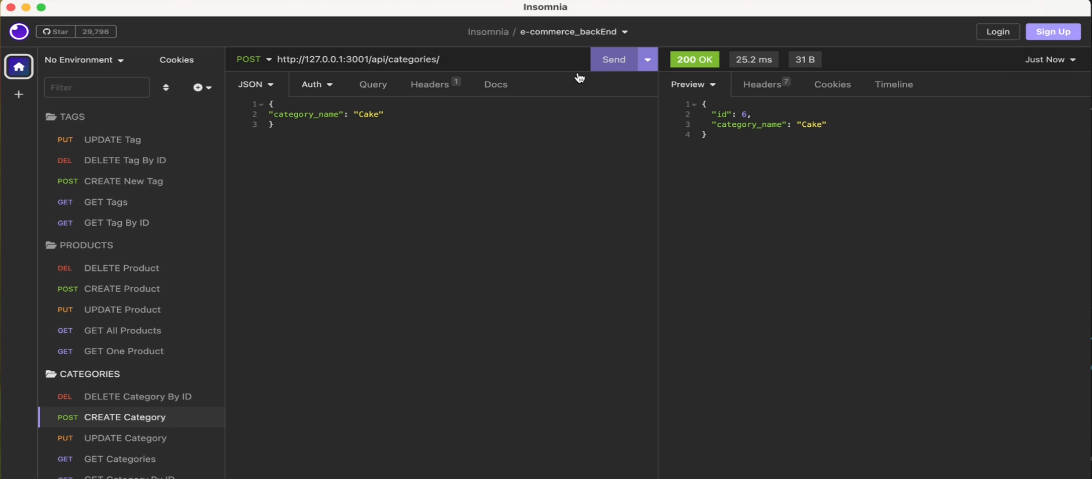 Insomnia
Star 29,796
Insomnia / e-commerce_backEnd
Login
Sign Up
No Environment
Cookies
Filter
TAGS
PUT UPDATE Tag
DEL DELETE Tag By ID
POST CREATE New Tag
GET GET Tags
GET GET Tag By ID
PRODUCTS
DEL DELETE Product
POST CREATE Product
PUT UPDATE Product
GET GET All Products
GET GET One Product
CATEGORIES
DEL DELETE Category By ID
POST CREATE Category
PUT UPDATE Category
GET GET Categories
GET GET Category By ID
POST http://127.0.0.1:3001/api/categories/
Send
JSON Auth Query Headers 1 Docs
1 {
2 "category_name": "Cake"
3 }
200 OK 25.2 ms 31 B Just Now
Preview Headers 7 Cookies Timeline
1 {
2 "id": 6,
3 "category_name": "Cake"
4 }